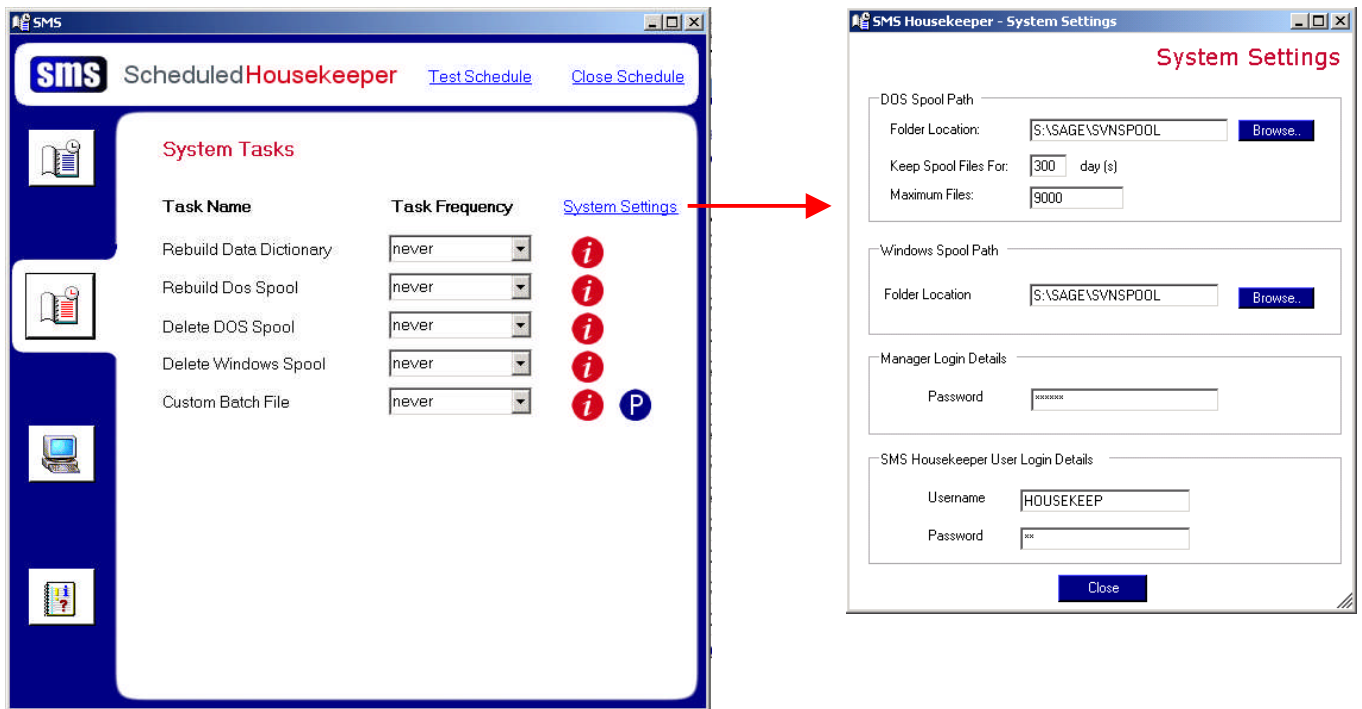 SMS
sms ScheduledHousekeeper Test Schedule Close Schedule
System Tasks
Task Name Task Frequency System Settings
Rebuild Data Dictionary never i
Rebuild Dos Spool never i
Delete DOS Spool never i
Delete Windows Spool never i
Custom Batch File never i P
SMS Housekeeper - System Settings
System Settings
DOS Spool Path
Folder Location: S:\SAGE\SVNSPOOL Browse..
Keep Spool Files For: 300 day (s)
Maximum Files: 9000
Windows Spool Path
Folder Location S:\SAGE\SVNSPOOL Browse..
Manager Login Details
Password xxxxxx
SMS Housekeeper User Login Details
Username HOUSEKEEP
Password xx
Close